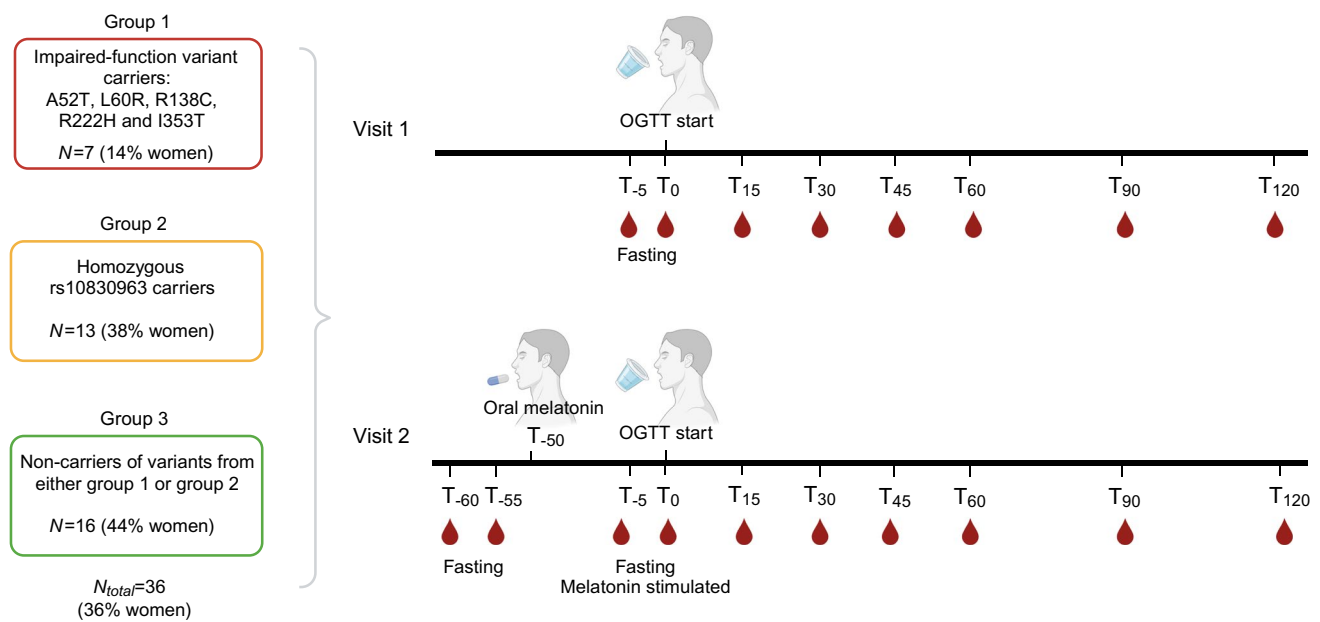 Group 1
Impaired-function variant
carriers:
A52T, L60R, R138C,
R222H and I353T
N=7 (14% women)
Group 2
Homozygous
rs10830963 carriers
N=13 (38% women)
Group 3
Non-carriers of variants from
either group 1 or group 2
N=16 (44% women)
N_total=36
(36% women)
Visit 1
OGTT start
T-5 T0 T15 T30 T45 T60 T90 T120
Fasting
Visit 2
Oral melatonin
T-50
OGTT start
T-60 T-55 T-5 T0 T15 T30 T45 T60 T90 T120
Fasting
Fasting
Melatonin stimulated